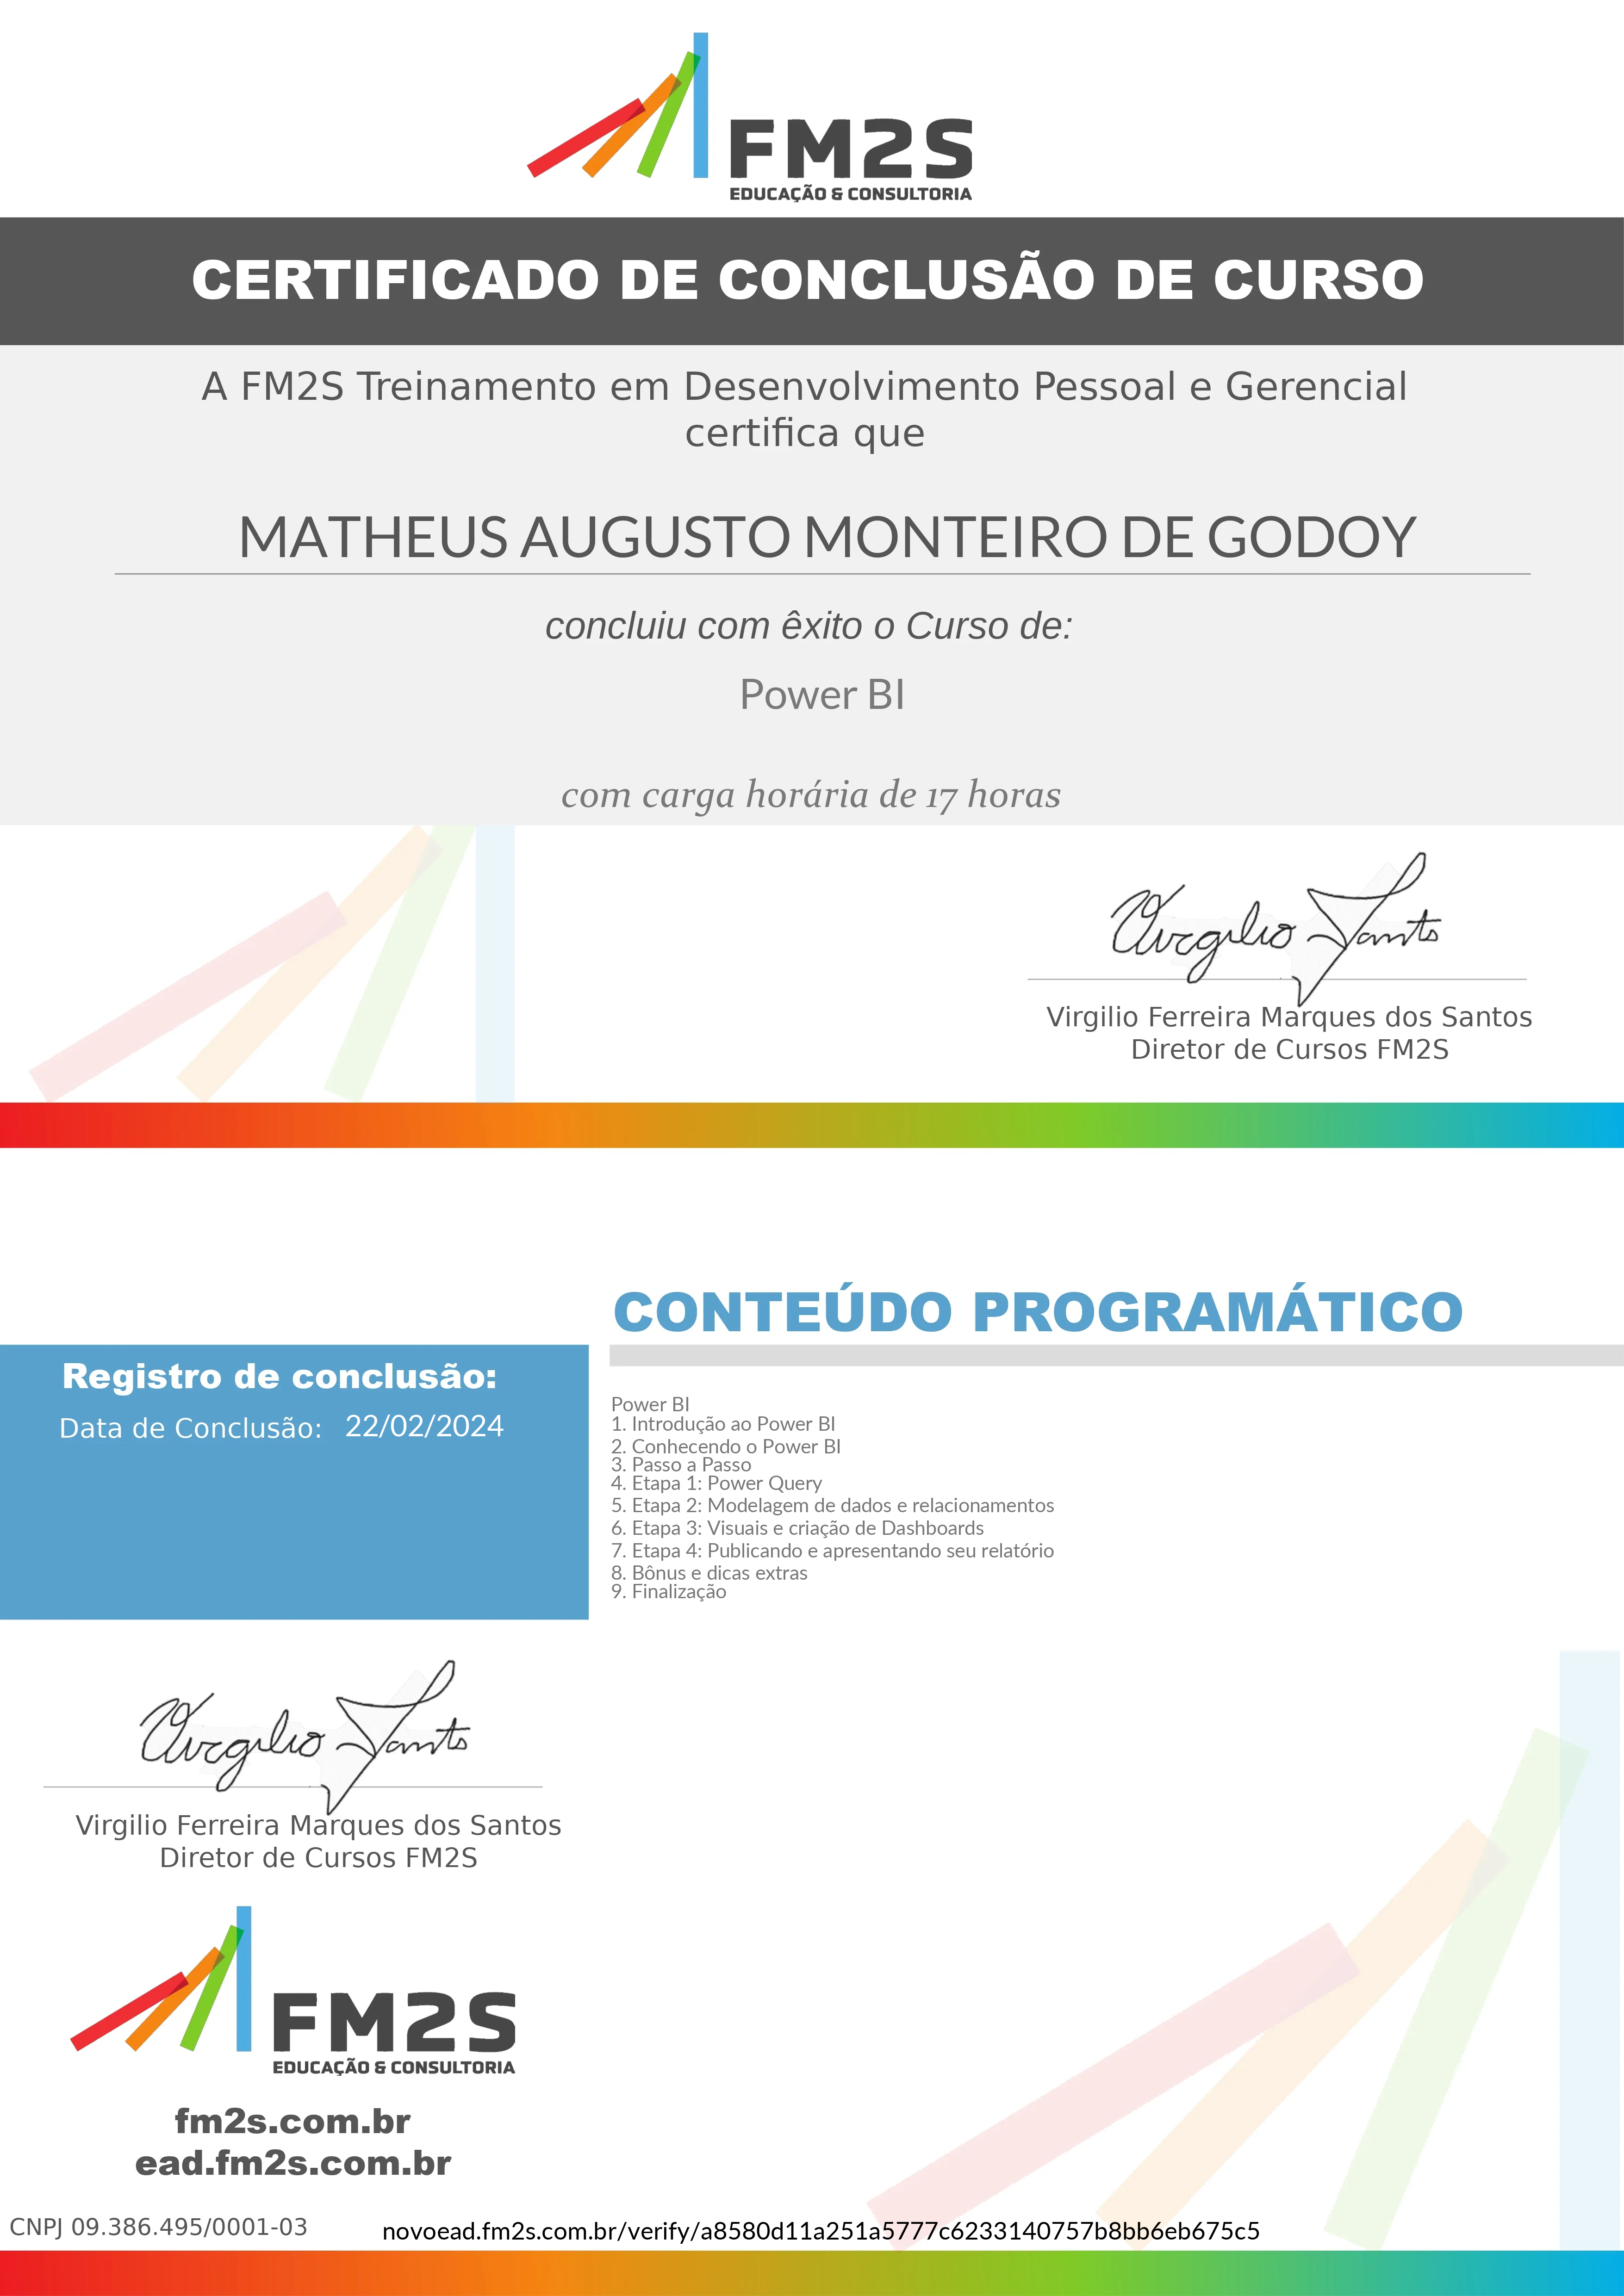 FM2S
EDUCAÇÃO & CONSULTORIA
CERTIFICADO DE CONCLUSÃO DE CURSO
A FM2S Treinamento em Desenvolvimento Pessoal e Gerencial
certifica que
MATHEUS AUGUSTO MONTEIRO DE GODOY
concluiu com êxito o Curso de:
Power BI
com carga horária de 17 horas
Virgilio Santo
Virgilio Ferreira Marques dos Santos
Diretor de Cursos FM2S
CONTEÚDO PROGRAMÁTICO
Registro de conclusão:
Data de Conclusão: 22/02/2024
Power BI
1. Introdução ao Power BI
2. Conhecendo o Power BI
3. Passo a Passo
4. Etapa 1: Power Query
5. Etapa 2: Modelagem de dados e relacionamentos
6. Etapa 3: Visuais e criação de Dashboards
7. Etapa 4: Publicando e apresentando seu relatório
8. Bônus e dicas extras
9. Finalização
Virgilio Santo
Virgilio Ferreira Marques dos Santos
Diretor de Cursos FM2S
FM2S
EDUCAÇÃO & CONSULTORIA
fm2s.com.br
ead.fm2s.com.br
CNPJ 09.386.495/0001-03
novoead.fm2s.com.br/verify/a8580d11a251a5777c6233140757b8bb6eb675c5